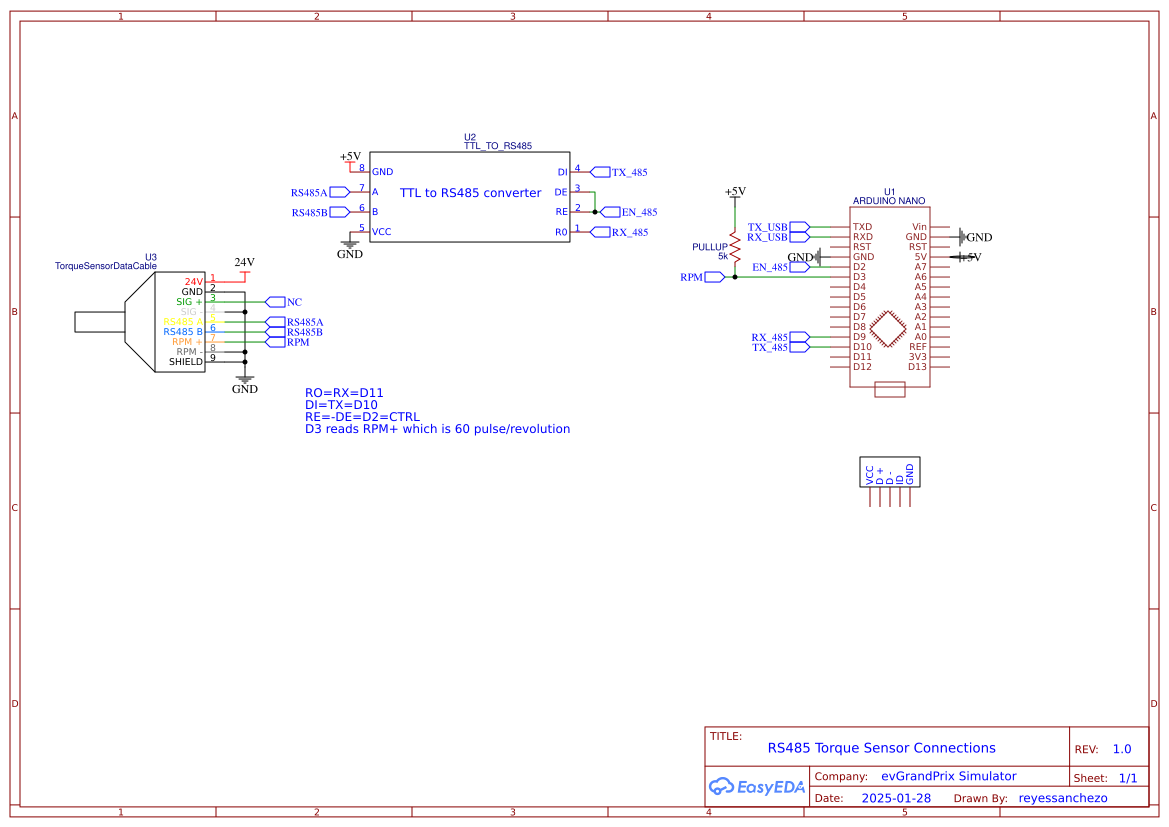 1 2 3 4 5
A A
B B
C C
D D
U2
TTL_TO_RS485
+5V
8 GND
RS485A 7 A
RS485B 6 B
5 VCC
GND
TTL to RS485 converter
DI 4 TX_485
DE 3
RE 2 EN_485
R0 1 RX_485
U3
TorqueSensorDataCable
24V
24V 1
GND 2
SIG + 3 NC
SIG - 4
RS485 A 5 RS485A
RS485 B 6 RS485B
RPM + 7 RPM
RPM - 8
SHIELD 9
GND
RO=RX=D11
DI=TX=D10
RE=-DE=D2=CTRL
D3 reads RPM+ which is 60 pulse/revolution
+5V
PULLUP
5k
RPM
U1
ARDUINO NANO
TX_USB TXD Vin
RX_USB RXD GND GND
RST RST
GND GND 5V +5V
EN_485 D2 A7
D3 A6
D4 A5
D5 A4
D6 A3
D7 A2
D8 A1
RX_485 D9 A0
TX_485 D10 REF
D11 3V3
D12 D13
VCC
D +
D -
ID
GND
TITLE:
RS485 Torque Sensor Connections
REV: 1.0
EasyEDA
Company: evGrandPrix Simulator
Sheet: 1/1
Date: 2025-01-28 Drawn By: reyessanchezo
1 2 3 4 5